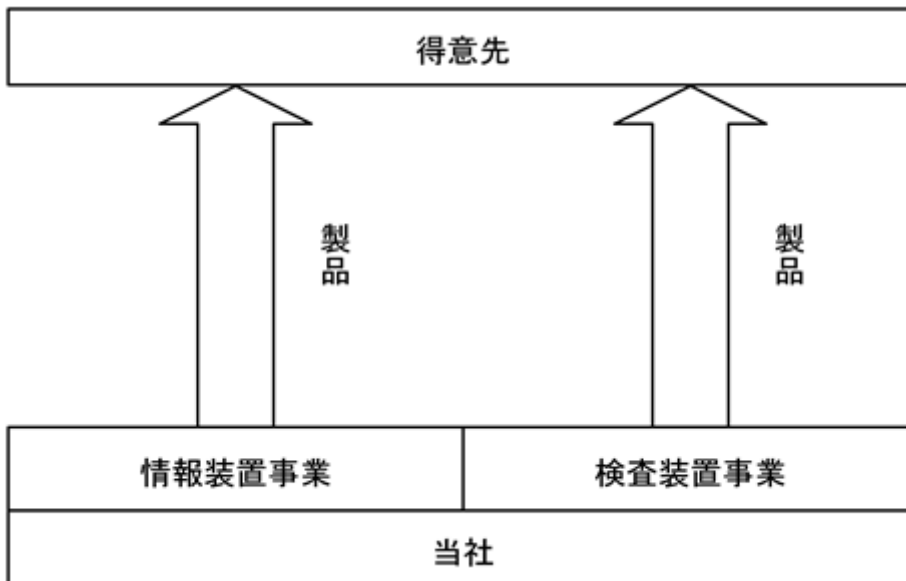 得意先
製品
製品
情報装置事業
検査装置事業
当社